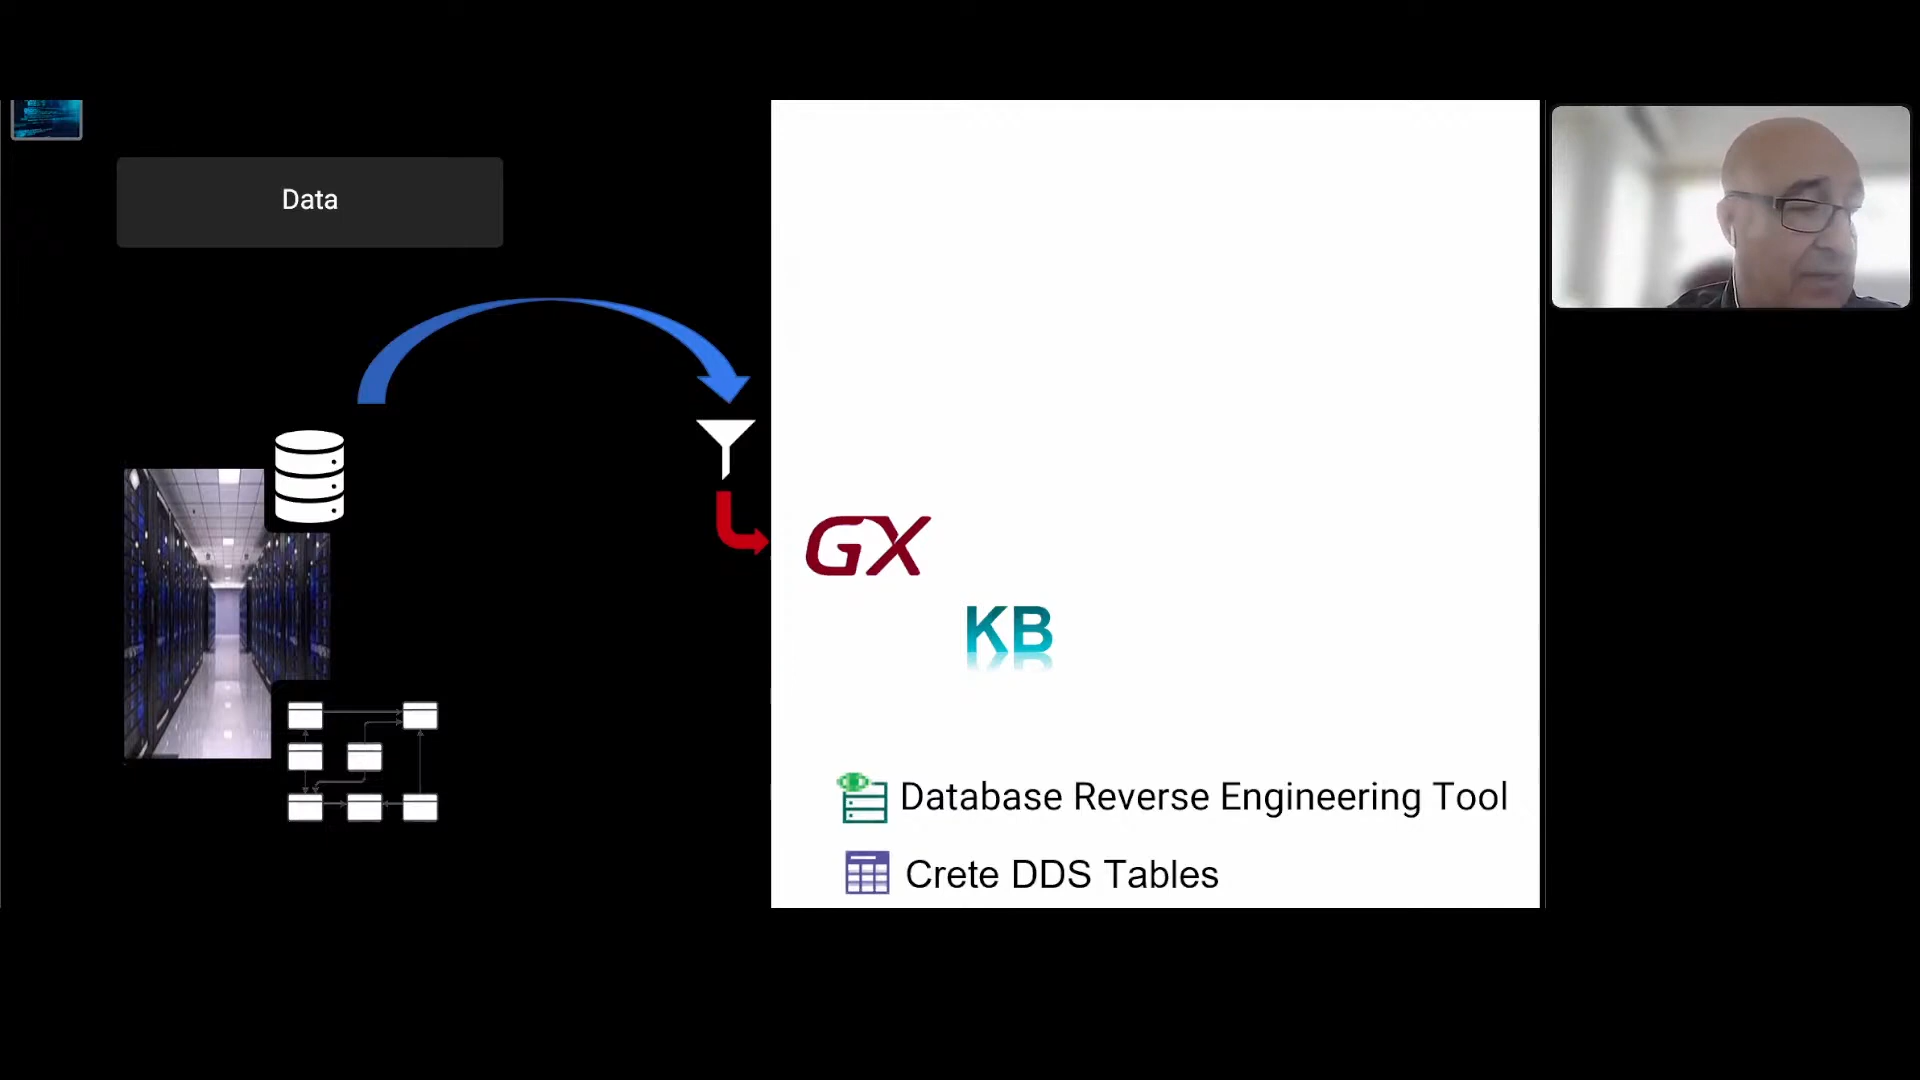 Data
GX
KB
Database Reverse Engineering Tool
Crete DDS Tables